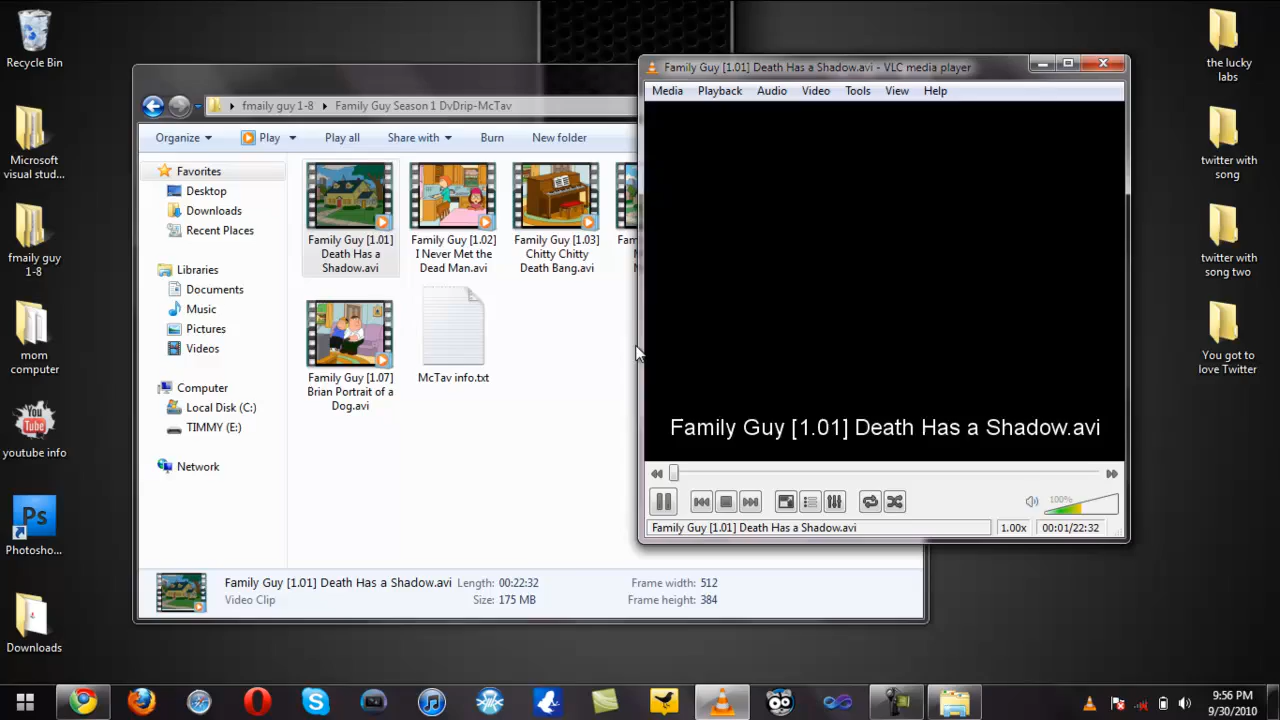 Recycle Bin
Microsoft
visual stud...
fmaily guy
1-8
mom
computer
You
Tube
youtube info
Ps
Photosho...
4
Downloads
fmaily guy 1-8
Family Guy Season 1 DvDrip-McTav
Organize
Play
Play all
Share with
Burn
New folder
Favorites
Desktop
Downloads
Recent Places
Libraries
Documents
Music
Pictures
Videos
Computer
Local Disk (C:)
TIMMY (E:)
Network
Family Guy [1.01]
Death Has a
Shadow.avi
Family Guy [1.02]
I Never Met the
Dead Man.avi
Family Guy [1.03]
Chitty Chitty
Death Bang.avi
Family Guy [1.07]
Brian Portrait of a
Dog.avi
McTav info.txt
Family Guy [1.01] Death Has a Shadow.avi
Length: 00:22:32
Frame width: 512
Video Clip
Size: 175 MB
Frame height: 384
Family Guy [1.01] Death Has a Shadow.avi - VLC media player
Media
Playback
Audio
Video
Tools
View
Help
Family Guy [1.01] Death Has a Shadow.avi
100%
Family Guy [1.01] Death Has a Shadow.avi
1.00x
00:01/22:32
the lucky
labs
twitter with
song
twitter with
song two
You got to
love Twitter
9:56 PM
9/30/2010